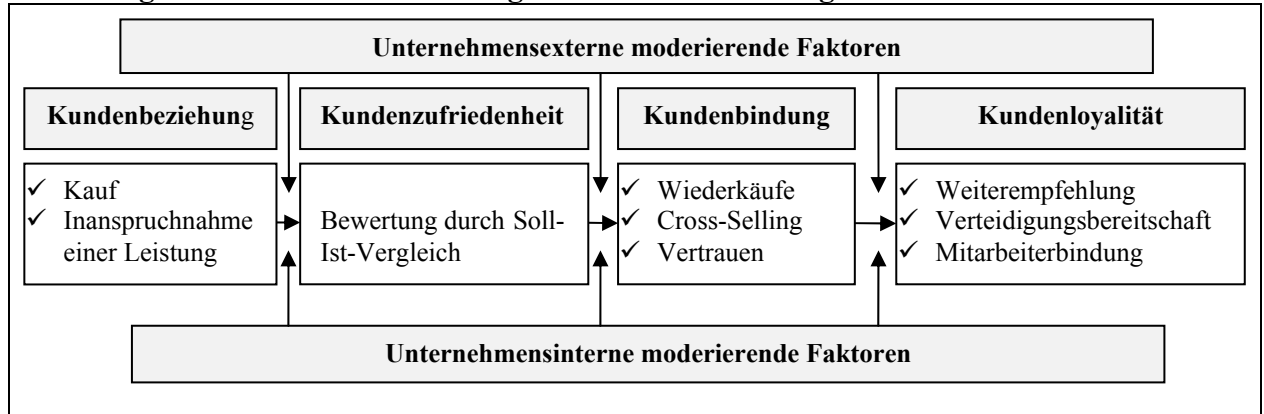 Unternehmensexterne moderierende Faktoren
Kundenbeziehung
Kundenzufriedenheit
Kundenbindung
Kundenloyalität
✓ Kauf
✓ Inanspruchnahme
einer Leistung
Bewertung durch Soll-
Ist-Vergleich
✓ Wiederkäufe
✓ Cross-Selling
✓ Vertrauen
✓ Weiterempfehlung
✓ Verteidigungsbereitschaft
✓ Mitarbeiterbindung
Unternehmensinterne moderierende Faktoren